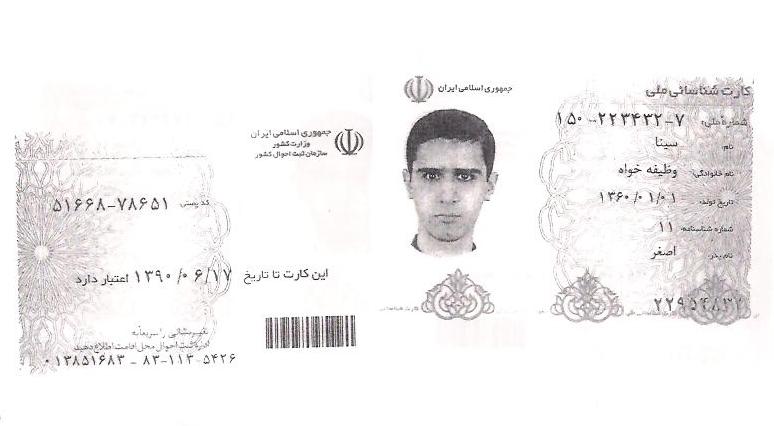 جمهوری اسلامی ایران
کارت شناسائی ملی
شماره ملی: ۱۵۰-۲۲۳۴۳۲-۷
نام: سینا
نام خانوادگی: وظیفه خواه
تاریخ تولد: ۱۳۶۰/۰۱/۰۱
شماره شناسنامه: ۱۱
نام پدر: اصغر
جمهوری اسلامی ایران
وزارت کشور
سازمان ثبت احوال کشور
کد پستی: ۵۱۶۶۸-۷۸۶۵۱
این کارت تا تاریخ ۱۳۹۰/۰۶/۱۷ اعتبار دارد
تغییر نشانی را سریعا به
اداره ثبت احوال محل اقامت اطلاع دهید
۰۱۳۸۵۱۶۸۳ - ۸۳-۱۱۳-۵۴۲۶